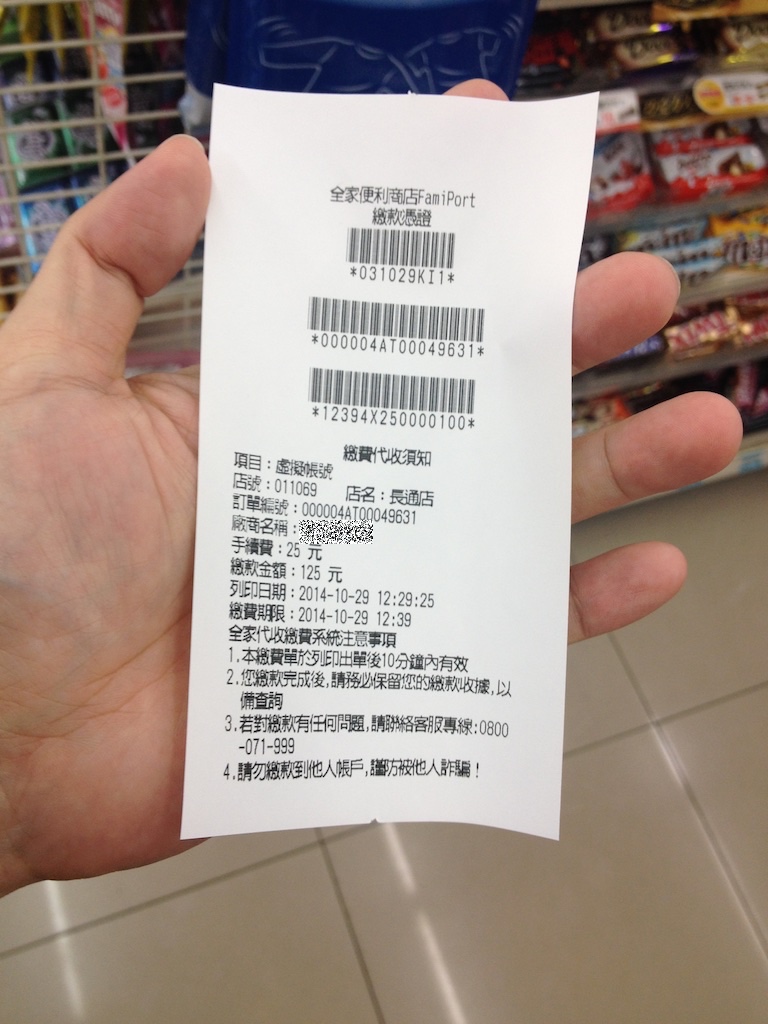 全家便利商店FamiPort
繳款憑證
*031029KI1*
*000004AT00049631*
*12394X250000100*
繳費代收須知
項目：虛擬帳號
店號：011069 店名：長通店
訂單編號：000004AT00049631
廠商名稱：
手續費：25 元
繳款金額：125 元
列印日期：2014-10-29 12:29:25
繳費期限：2014-10-29 12:39
全家代收繳費系統注意事項
1.本繳費單於列印出單後10分鐘內有效
2.您繳款完成後,請務必保留您的繳款收據,以
備查詢
3.若對繳款有任何問題,請聯絡客服專線:0800
-071-999
4.請勿繳款到他人帳戶,謹防被他人詐騙！